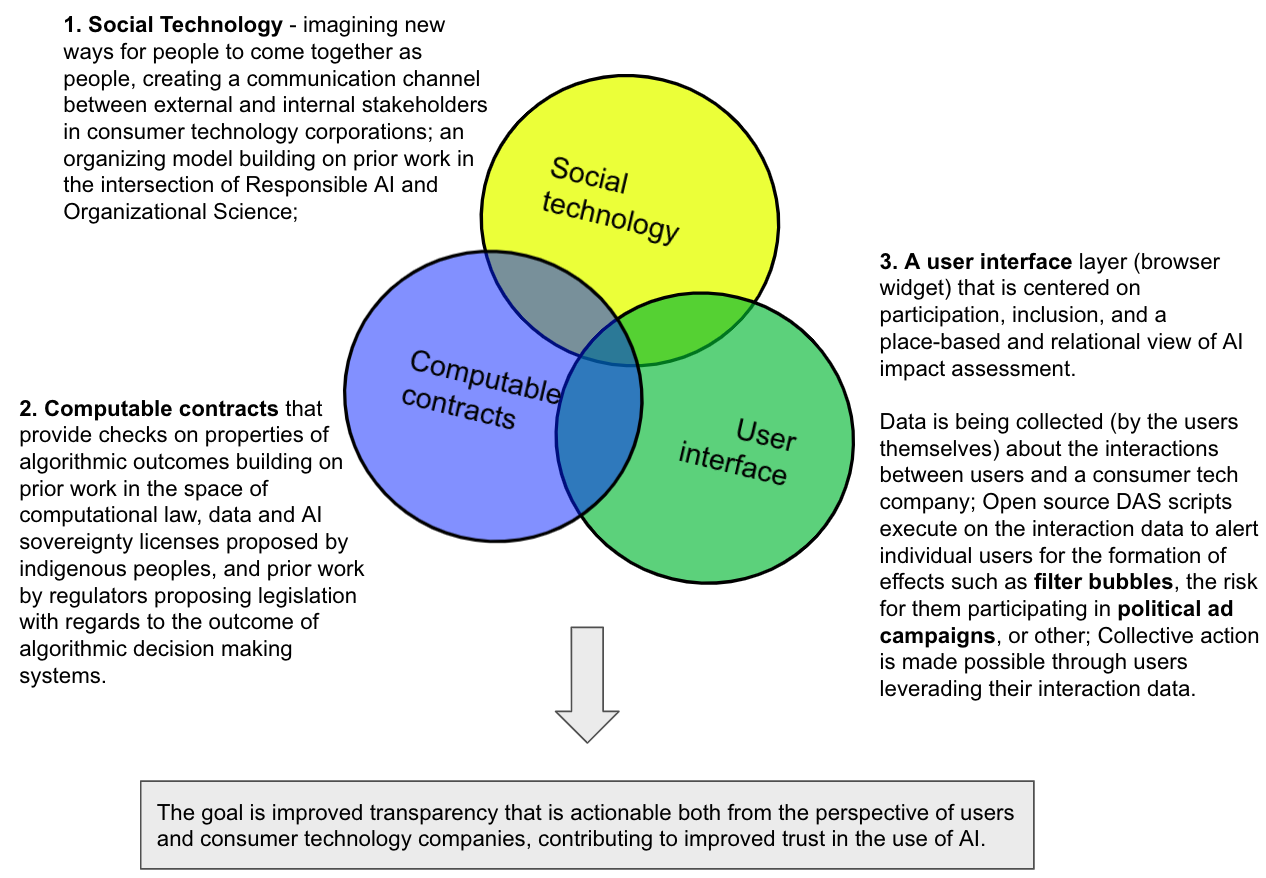 1. Social Technology - imagining new
ways for people to come together as
people, creating a communication channel
between external and internal stakeholders
in consumer technology corporations; an
organizing model building on prior work in
the intersection of Responsible AI and
Organizational Science;
Social
technology
Computable
contracts
User
interface
2. Computable contracts that
provide checks on properties of
algorithmic outcomes building on
prior work in the space of
computational law, data and AI
sovereignty licenses proposed by
indigenous peoples, and prior work
by regulators proposing legislation
with regards to the outcome of
algorithmic decision making
systems.
3. A user interface layer (browser
widget) that is centered on
participation, inclusion, and a
place-based and relational view of AI
impact assessment.
Data is being collected (by the users
themselves) about the interactions
between users and a consumer tech
company; Open source DAS scripts
execute on the interaction data to alert
individual users for the formation of
effects such as filter bubbles, the risk
for them participating in political ad
campaigns, or other; Collective action
is made possible through users
leverading their interaction data.
The goal is improved transparency that is actionable both from the perspective of users
and consumer technology companies, contributing to improved trust in the use of AI.